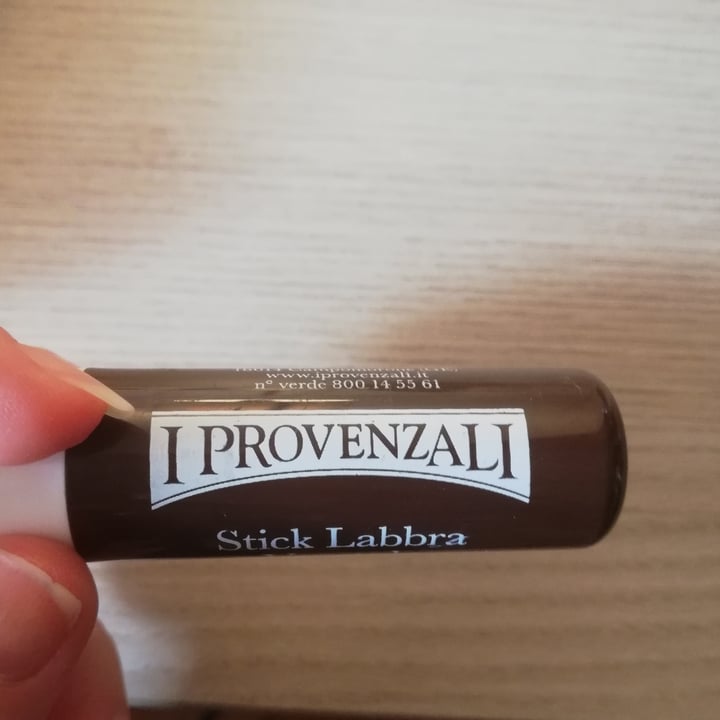 www.iprovenzali.it
n° verde 800 14 55 61
I PROVENZALI
Stick Labbra